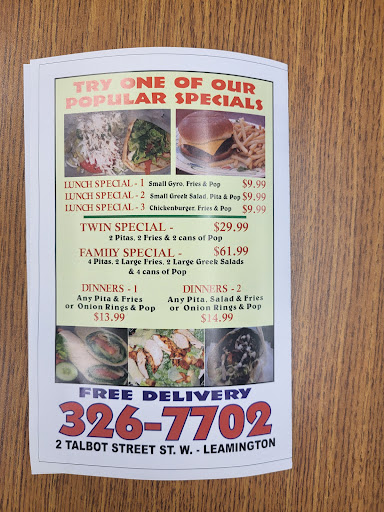 TRY ONE OF OUR
POPULAR SPECIALS
LUNCH SPECIAL - 1 Small Gyro, Fries & Pop $9.99
LUNCH SPECIAL - 2 Small Greek Salad, Pita & Pop $9.99
LUNCH SPECIAL - 3 Chickenburger, Fries & Pop $9.99
TWIN SPECIAL - $29.99
2 Pitas, 2 Fries & 2 cans of Pop
FAMIIY SPECIAL - $61.99
4 Pitas, 2 Large Fries, 2 Large Greek Salads
& 4 cans of Pop
DINNERS - 1
Any Pita & Fries
or Onion Rings & Pop
$13.99
DINNERS - 2
Any Pita, Salad & Fries
or Onion Rings & Pop
$14.99
FREE DELIVERY
326-7702
2 TALBOT STREET ST. W. - LEAMINGTON